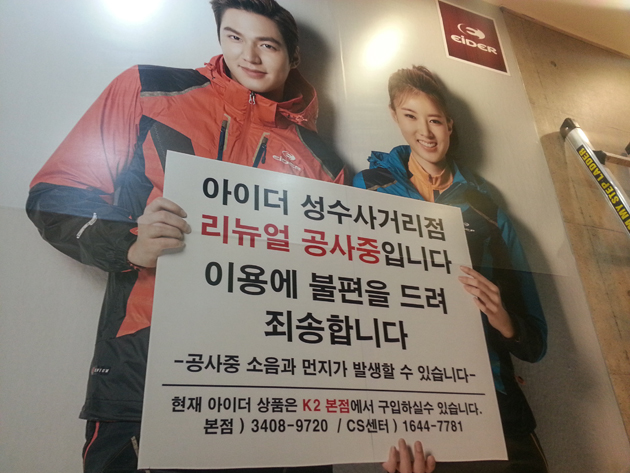 EiDER
EiDER
아이더 성수사거리점
리뉴얼 공사중입니다
이용에 불편을 드려
죄송합니다
-공사중 소음과 먼지가 발생할 수 있습니다-
현재 아이더 상품은 K2 본점에서 구입하실수 있습니다.
본점 ) 3408-9720 / CS센터 ) 1644-7781
MY STEP LADDER